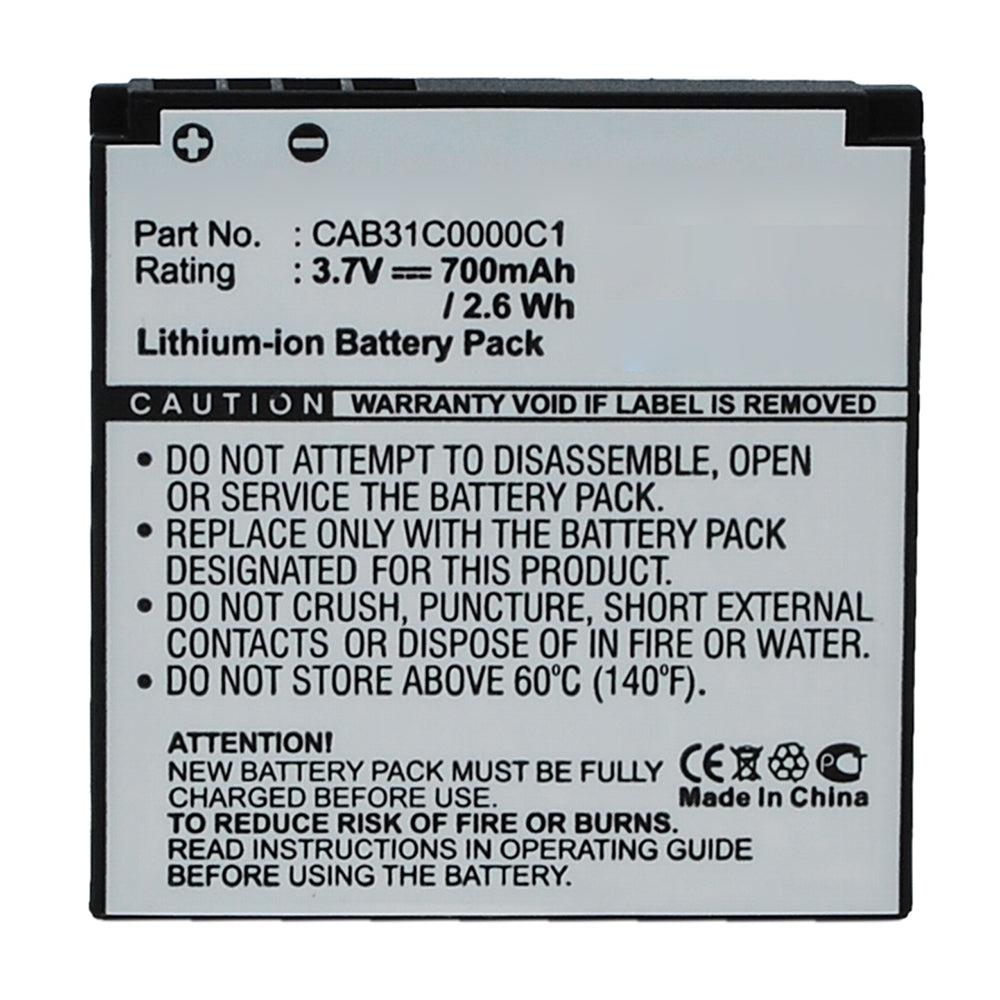 Part No. : CAB31C0000C1
Rating : 3.7V 700mAh
/ 2.6 Wh
Lithium-ion Battery Pack
CAUTION WARRANTY VOID IF LABEL IS REMOVED
• DO NOT ATTEMPT TO DISASSEMBLE, OPEN
OR SERVICE THE BATTERY PACK.
• REPLACE ONLY WITH THE BATTERY PACK
DESIGNATED FOR THIS PRODUCT.
• DO NOT CRUSH, PUNCTURE, SHORT EXTERNAL
CONTACTS OR DISPOSE OF IN FIRE OR WATER.
• DO NOT STORE ABOVE 60°C (140°F).
ATTENTION!
NEW BATTERY PACK MUST BE FULLY
CHARGED BEFORE USE.
TO REDUCE RISK OF FIRE OR BURNS.
READ INSTRUCTIONS IN OPERATING GUIDE
BEFORE USING THE BATTERY.
CE PC
Made In China